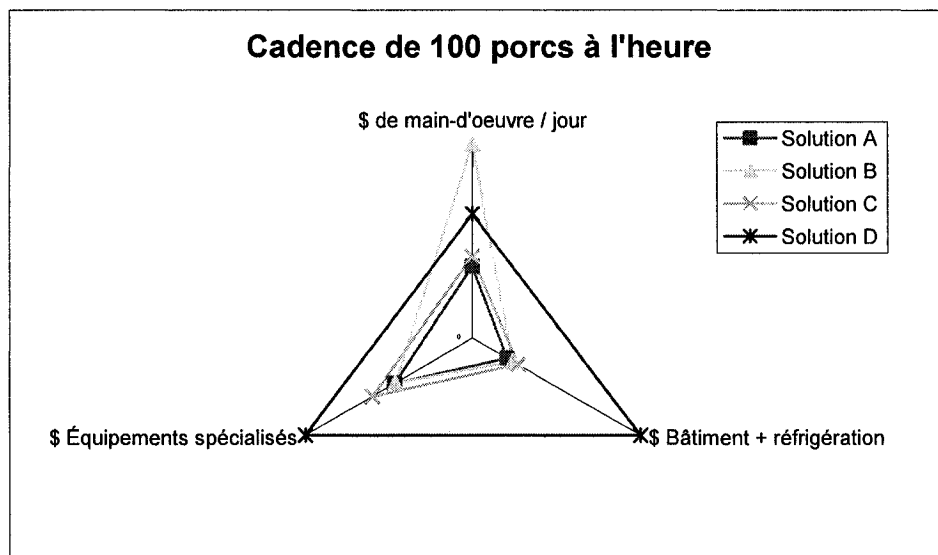 Cadence de 100 porcs à l'heure
$ de main-d'oeuvre / jour
Solution A
Solution B
Solution C
Solution D
0
$ Équipements spécialisés
$ Bâtiment + réfrigération